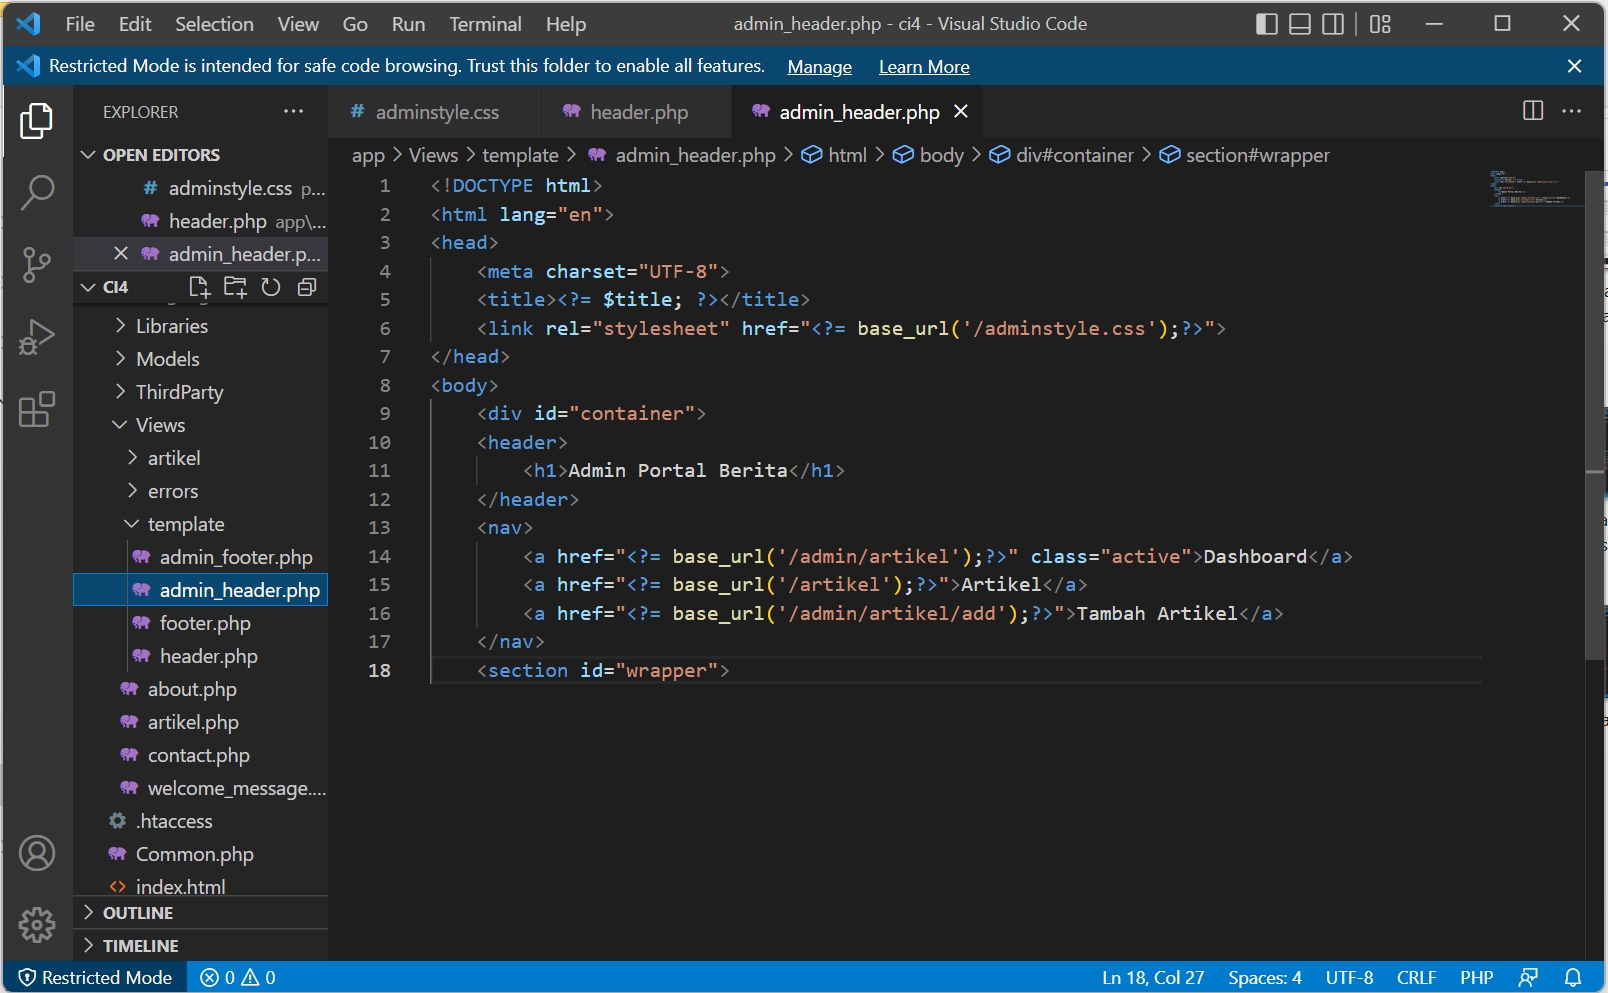 File Edit Selection View Go Run Terminal Help admin_header.php - ci4 - Visual Studio Code
Restricted Mode is intended for safe code browsing. Trust this folder to enable all features. Manage Learn More
EXPLORER
OPEN EDITORS
# adminstyle.css p...
header.php app\...
admin_header.p...
CI4
Libraries
Models
ThirdParty
Views
artikel
errors
template
admin_footer.php
admin_header.php
footer.php
header.php
about.php
artikel.php
contact.php
welcome_message....
.htaccess
Common.php
index.html
OUTLINE
TIMELINE
# adminstyle.css header.php admin_header.php
app > Views > template > admin_header.php > html > body > div#container > section#wrapper
1 <!DOCTYPE html>
2 <html lang="en">
3 <head>
4 <meta charset="UTF-8">
5 <title><?= $title; ?></title>
6 <link rel="stylesheet" href="<?= base_url('/adminstyle.css');?>">
7 </head>
8 <body>
9 <div id="container">
10 <header>
11 <h1>Admin Portal Berita</h1>
12 </header>
13 <nav>
14 <a href="<?= base_url('/admin/artikel');?>" class="active">Dashboard</a>
15 <a href="<?= base_url('/artikel');?>">Artikel</a>
16 <a href="<?= base_url('/admin/artikel/add');?>">Tambah Artikel</a>
17 </nav>
18 <section id="wrapper">
Restricted Mode 0 0 Ln 18, Col 27 Spaces: 4 UTF-8 CRLF PHP